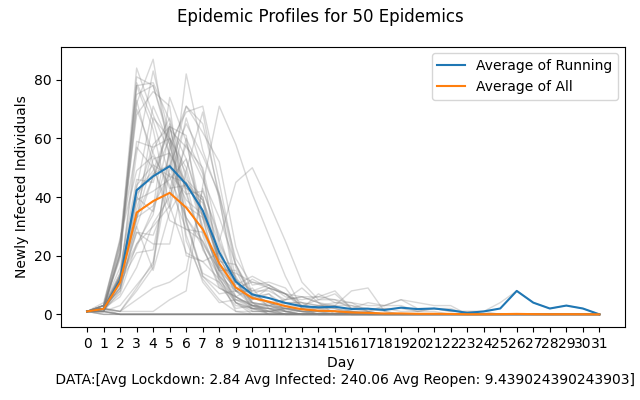 Epidemic Profiles for 50 Epidemics
Average of Running
Average of All
Newly Infected Individuals
80
60
40
20
0
0 1 2 3 4 5 6 7 8 9 10 11 12 13 14 15 16 17 18 19 20 21 22 23 24 25 26 27 28 29 30 31
Day
DATA:[Avg Lockdown: 2.84 Avg Infected: 240.06 Avg Reopen: 9.439024390243903]